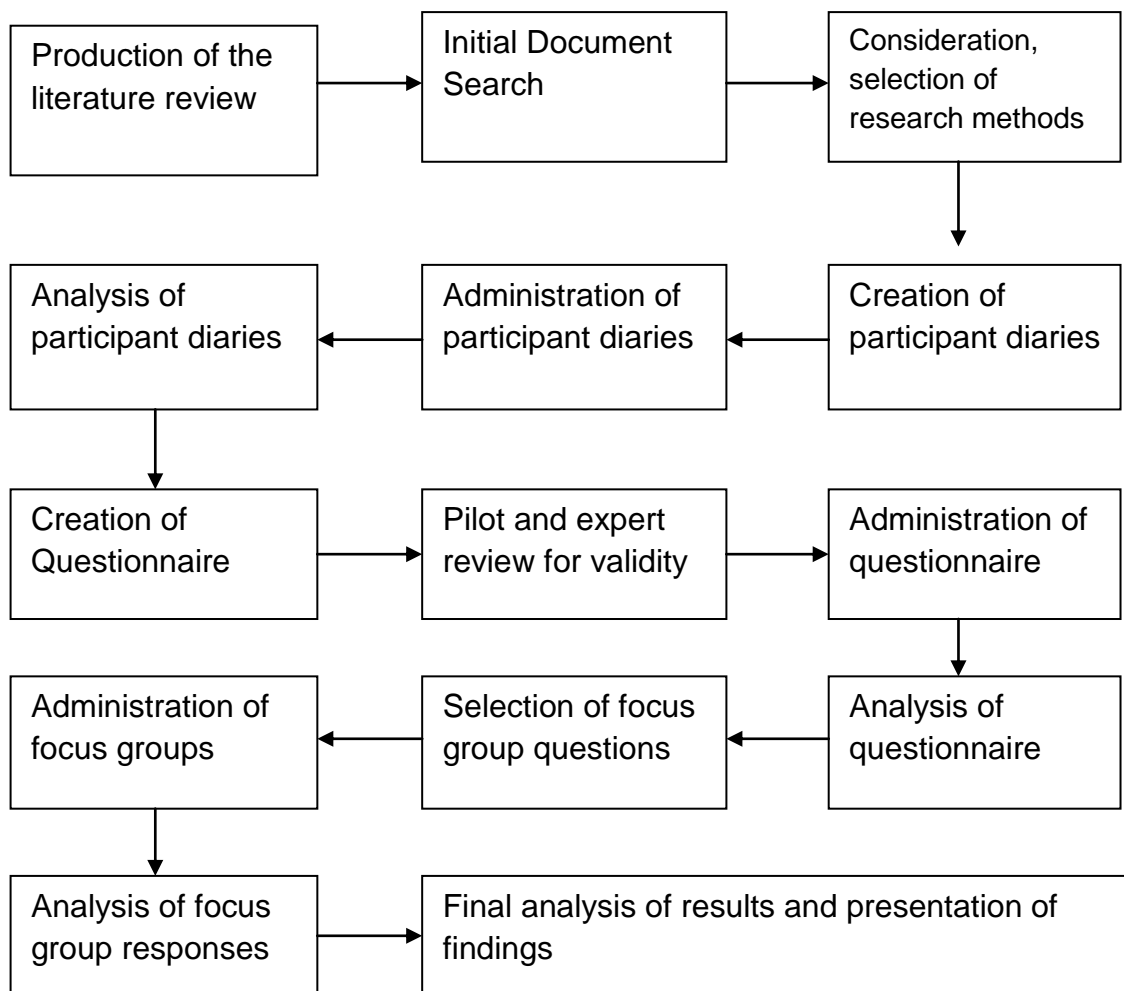 Production of the
literature review
Initial Document
Search
Consideration,
selection of
research methods
Creation of
participant diaries
Administration of
participant diaries
Analysis of
participant diaries
Creation of
Questionnaire
Pilot and expert
review for validity
Administration of
questionnaire
Analysis of
questionnaire
Selection of focus
group questions
Administration of
focus groups
Analysis of focus
group responses
Final analysis of results and presentation of
findings